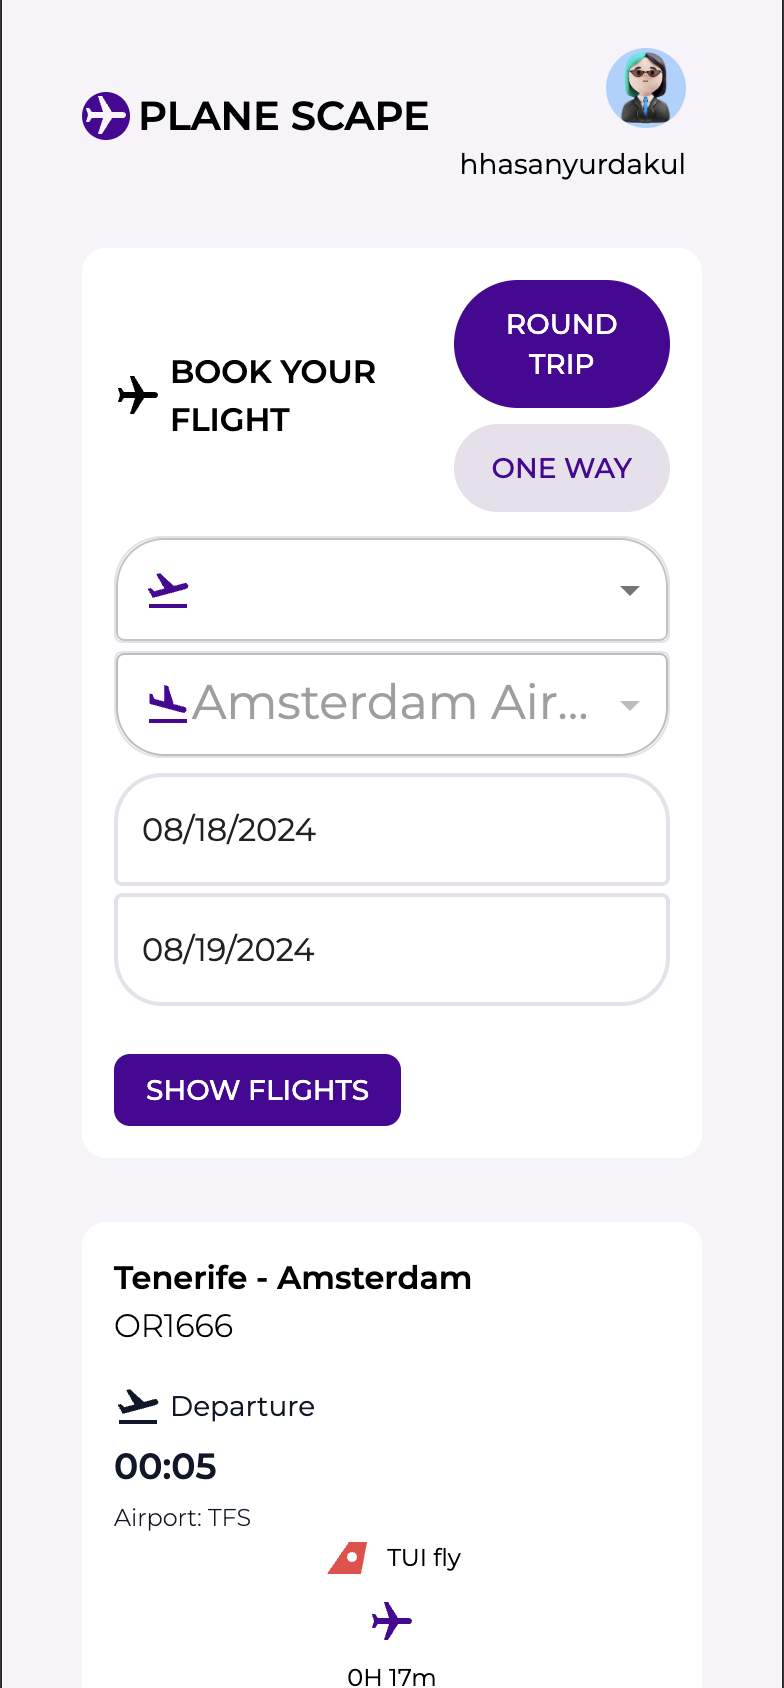 PLANE SCAPE
hhasanyurdakul
BOOK YOUR
FLIGHT
ROUND
TRIP
ONE WAY
Amsterdam Air...
08/18/2024
08/19/2024
SHOW FLIGHTS
Tenerife - Amsterdam
OR1666
Departure
00:05
Airport: TFS
TUI fly
0H 17m